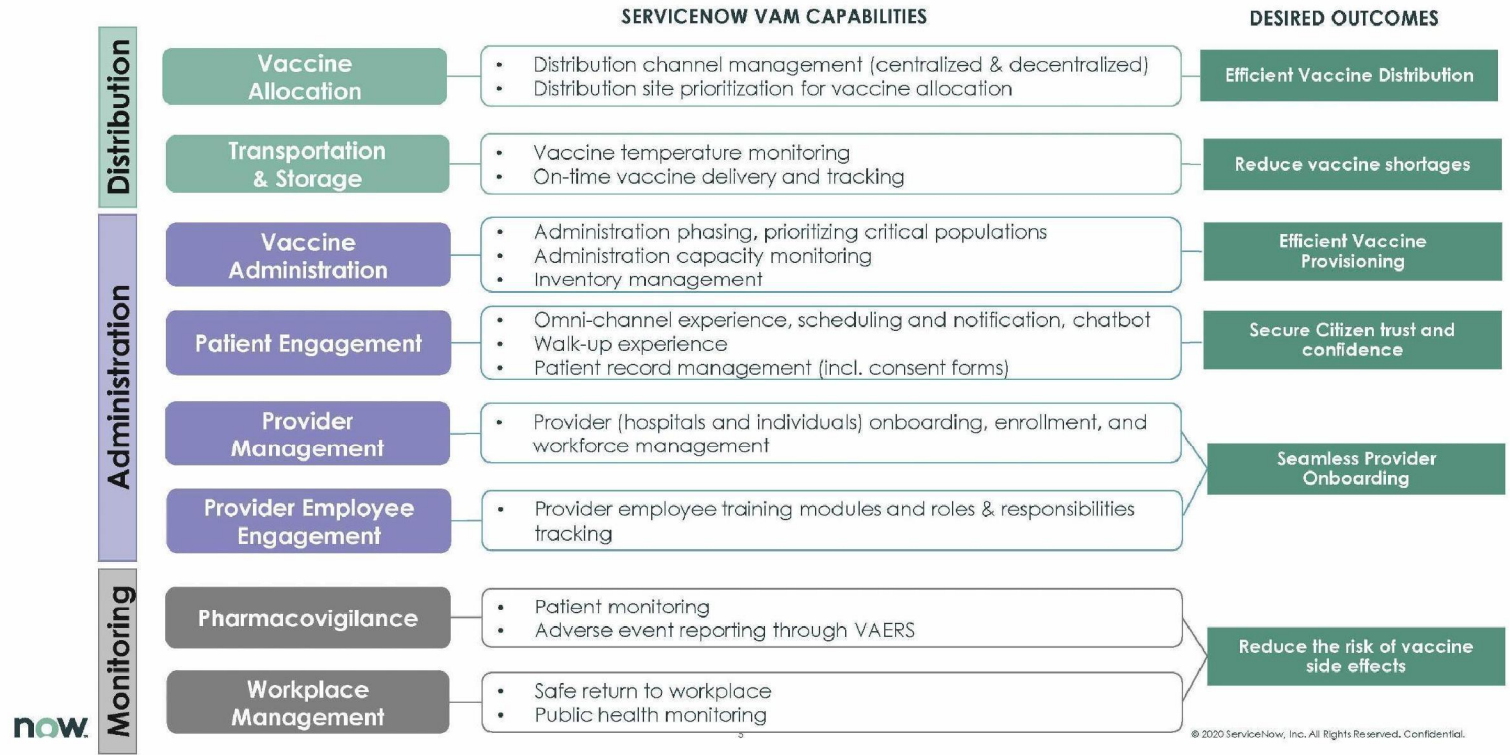 SERVICENOW VAM CAPABILITIES
DESIRED OUTCOMES
Distribution
Vaccine
Allocation
• Distribution channel management (centralized & decentralized)
• Distribution site prioritization for vaccine allocation
Efficient Vaccine Distribution
Transportation
& Storage
• Vaccine temperature monitoring
• On-time vaccine delivery and tracking
Reduce vaccine shortages
Administration
Vaccine
Administration
• Administration phasing, prioritizing critical populations
• Administration capacity monitoring
• Inventory management
Efficient Vaccine
Provisioning
Patient Engagement
• Omni-channel experience, scheduling and notification, chatbot
• Walk-up experience
• Patient record management (incl. consent forms)
Secure Citizen trust and
confidence
Provider
Management
• Provider (hospitals and individuals) onboarding, enrollment, and
workforce management
Seamless Provider
Onboarding
Provider Employee
Engagement
• Provider employee training modules and roles & responsibilities
tracking
Monitoring
Pharmacovigilance
• Patient monitoring
• Adverse event reporting through VAERS
Reduce the risk of vaccine
side effects
Workplace
Management
• Safe return to workplace
• Public health monitoring
now.
5
© 2020 ServiceNow, Inc. All Rights Reserved. Confidential.